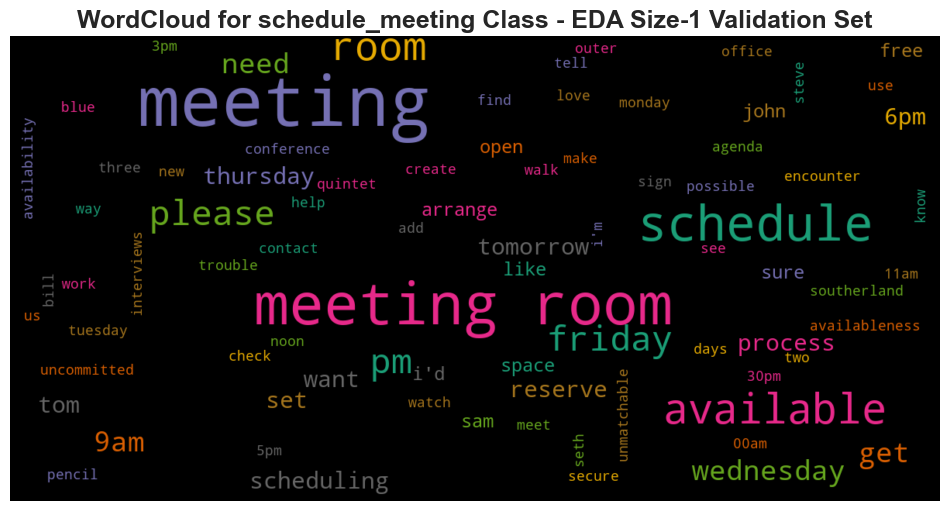 WordCloud for schedule_meeting Class - EDA Size-1 Validation Set
3pm
room
outer
office
free
need
tell
steve
meeting
use
blue
find
love
monday
john
6pm
availability
conference
open
make
agenda
three
new
thursday
quintet
create
walk
sign
possible
encounter
know
way
please
help
arrange
add
schedule
contact
tomorrow
i'm
see
interviews
trouble
like
sure
11am
bill
work
meeting room
southerland
us
tuesday
noon
friday
availableness
check
pm
days
process
two
uncommitted
want
i'd
space
30pm
tom
set
watch
reserve
unmatchable
available
9am
sam
meet
seth
00am
5pm
get
pencil
scheduling
secure
wednesday